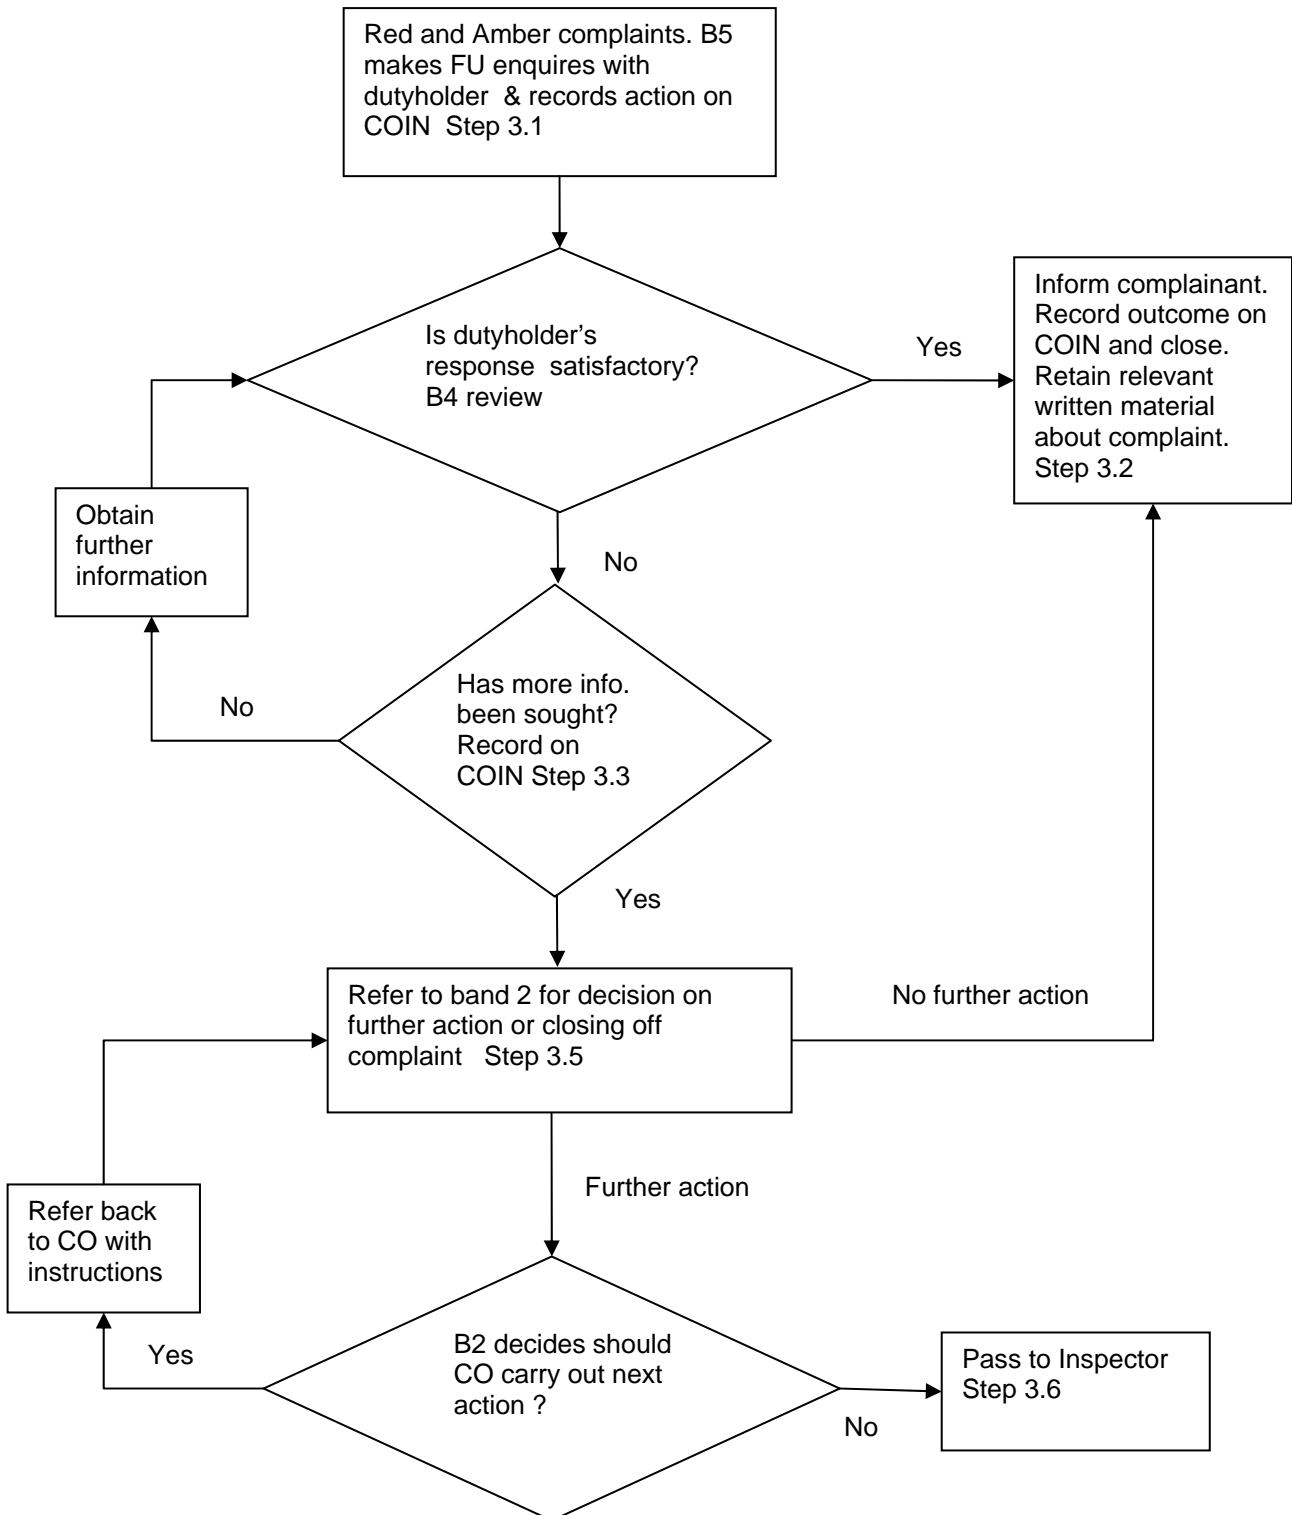 Red and Amber complaints. B5
makes FU enquires with
dutyholder & records action on
COIN Step 3.1
Is dutyholder's
response satisfactory?
B4 review
Yes
Inform complainant.
Record outcome on
COIN and close.
Retain relevant
written material
about complaint.
Step 3.2
Obtain
further
information
No
Has more info.
been sought?
Record on
COIN Step 3.3
No
Yes
Refer to band 2 for decision on
further action or closing off
complaint Step 3.5
No further action
Further action
Refer back
to CO with
instructions
Yes
B2 decides should
CO carry out next
action ?
No
Pass to Inspector
Step 3.6